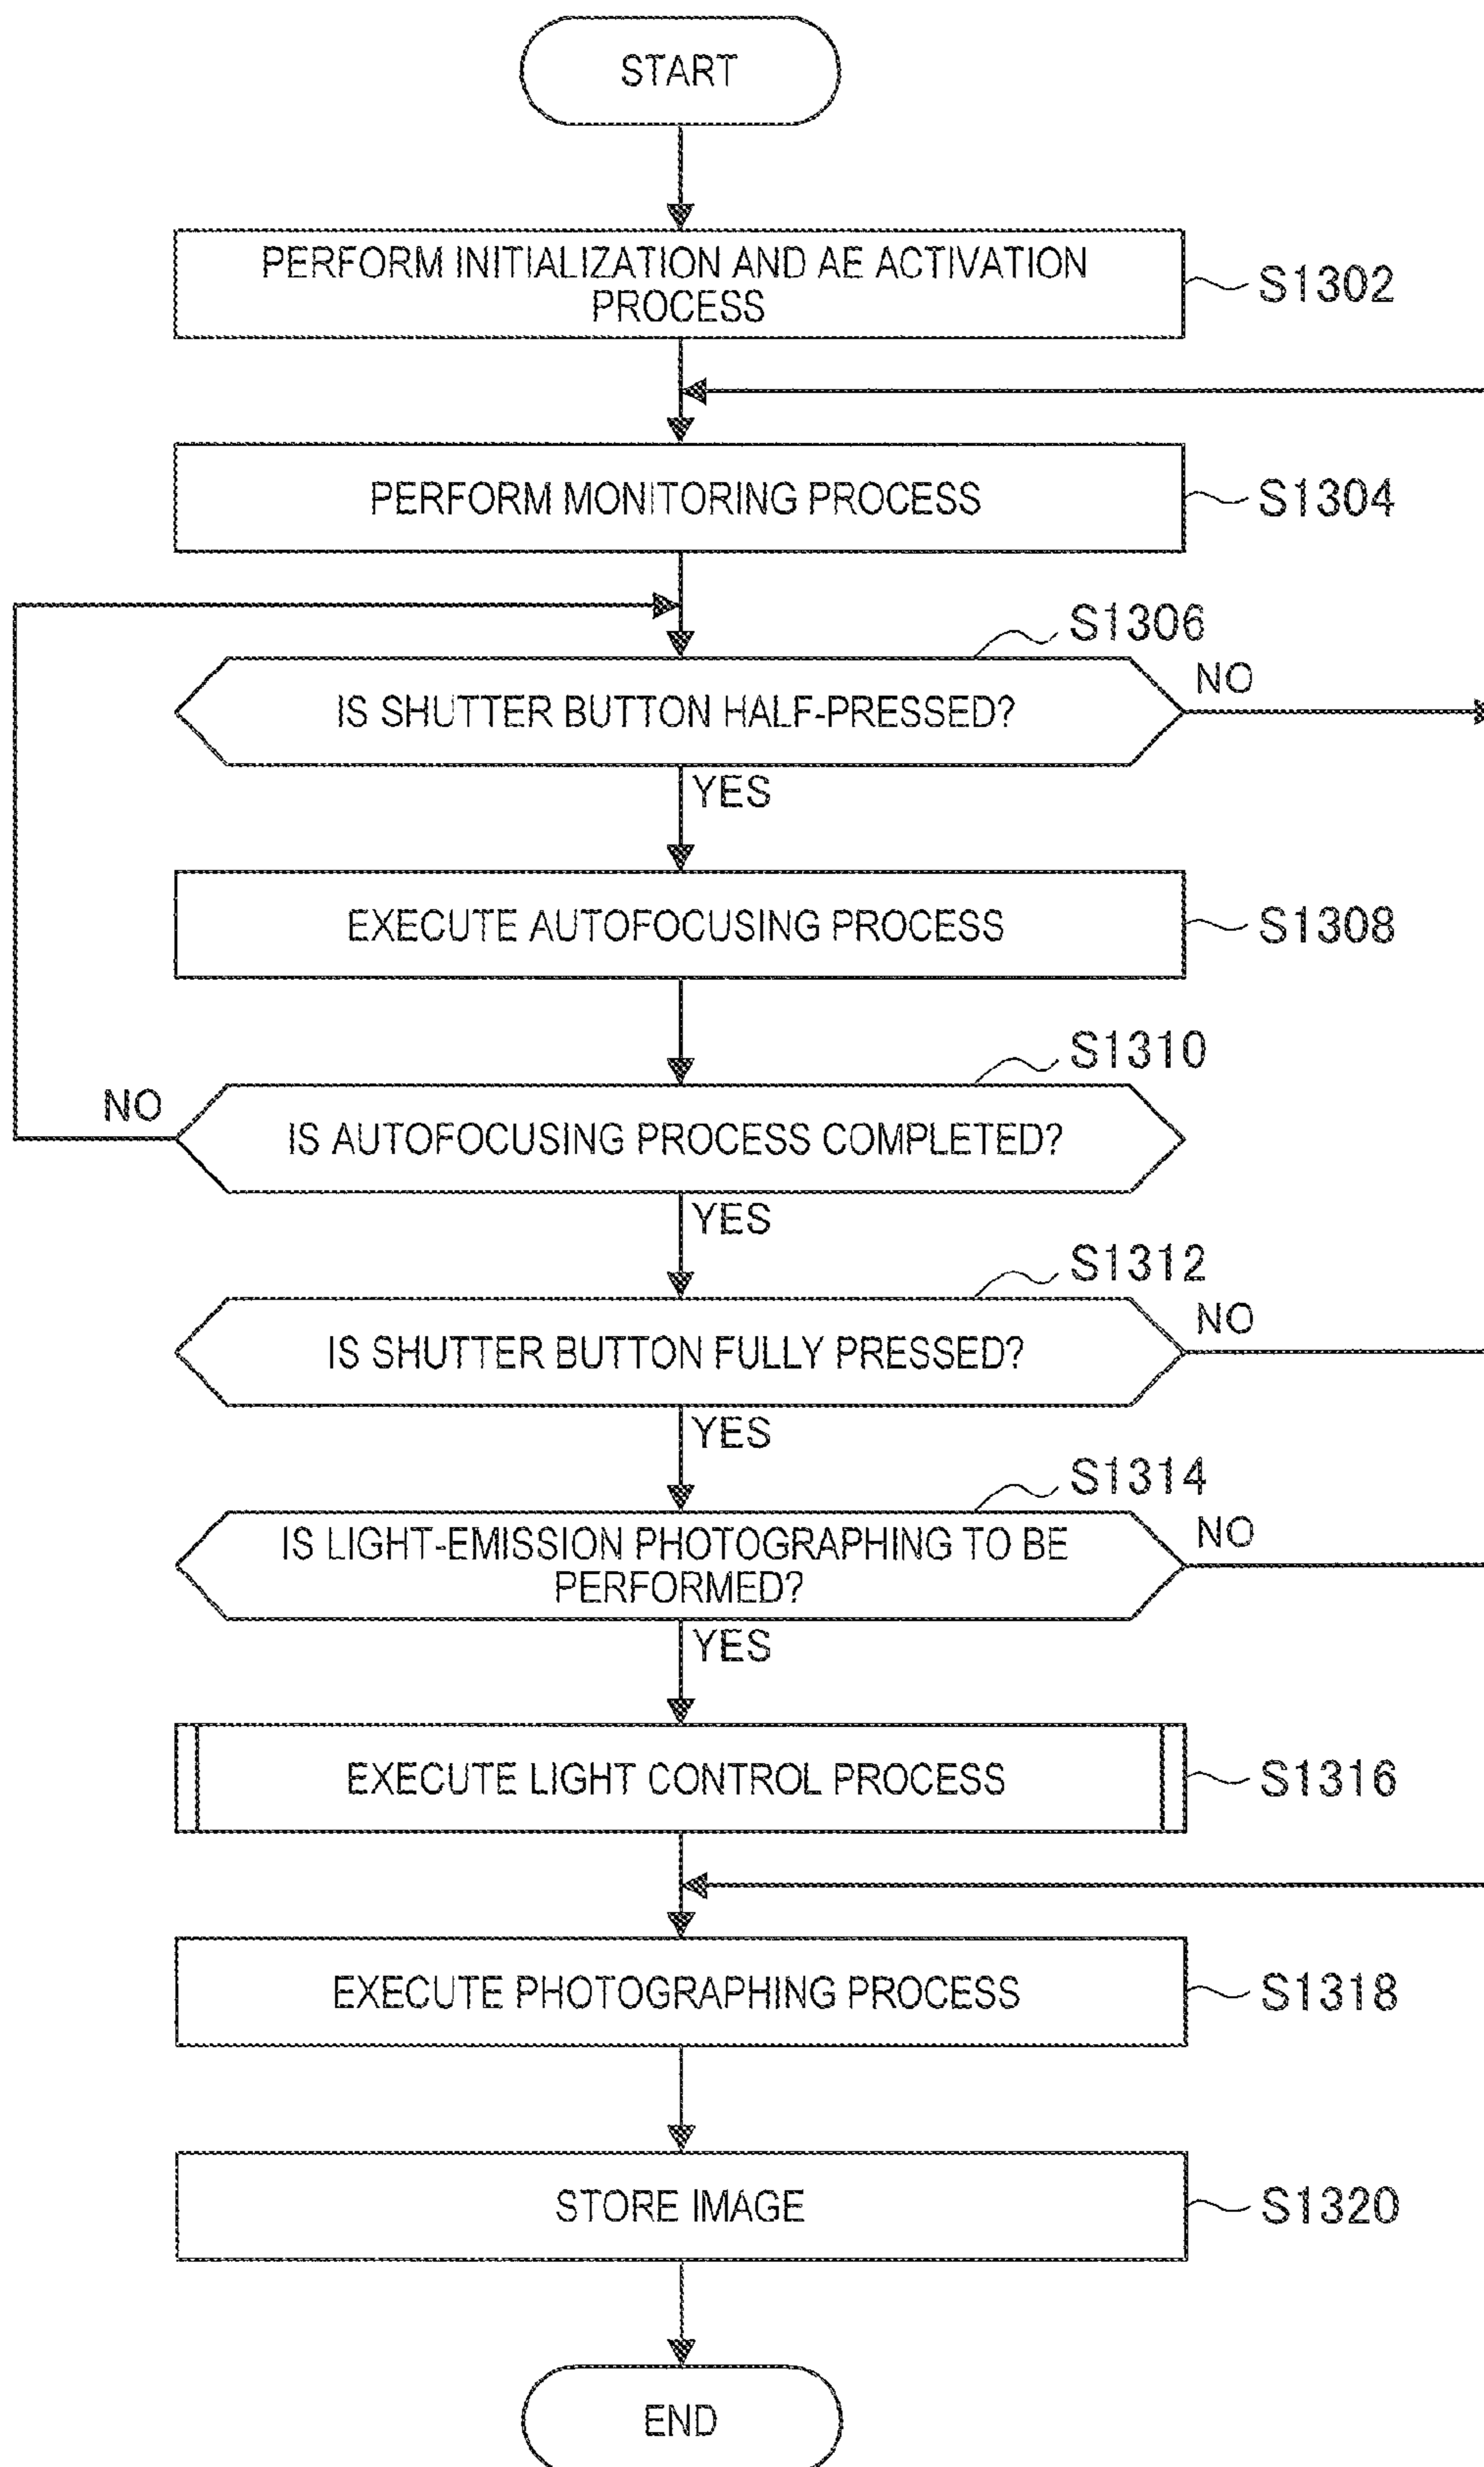 START
PERFORM INITIALIZATION AND AE ACTIVATION
PROCESS
S1302
PERFORM MONITORING PROCESS
S1304
S1306
IS SHUTTER BUTTON HALF-PRESSED?
NO
YES
EXECUTE AUTOFOCUSING PROCESS
S1308
S1310
NO
IS AUTOFOCUSING PROCESS COMPLETED?
YES
S1312
IS SHUTTER BUTTON FULLY PRESSED?
NO
YES
S1314
IS LIGHT-EMISSION PHOTOGRAPHING TO BE
PERFORMED?
NO
YES
EXECUTE LIGHT CONTROL PROCESS
S1316
EXECUTE PHOTOGRAPHING PROCESS
S1318
STORE IMAGE
S1320
END